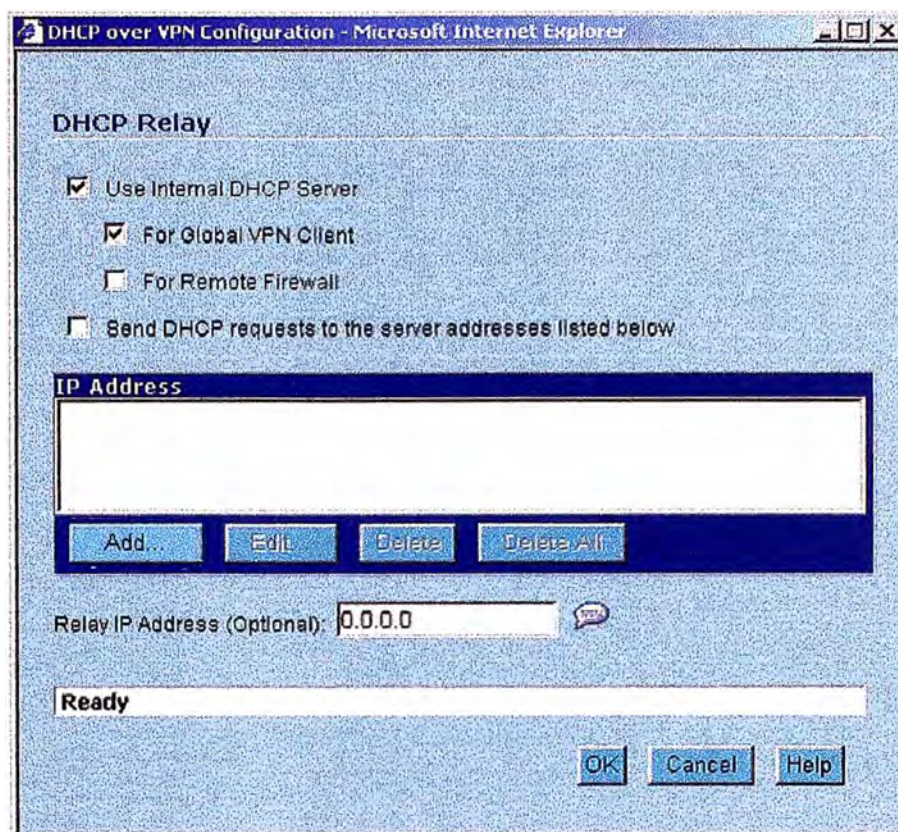 DHCP over VPN Configuration - Microsoft Internet Explorer
DHCP Relay
Use Internal DHCP Server
For Global VPN Client
For Remote Firewall
Send DHCP requests to the server addresses listed below
IP Address
Add... Edit... Delete Delete All
Relay IP Address (Optional): 0.0.0.0
Ready
OK Cancel Help